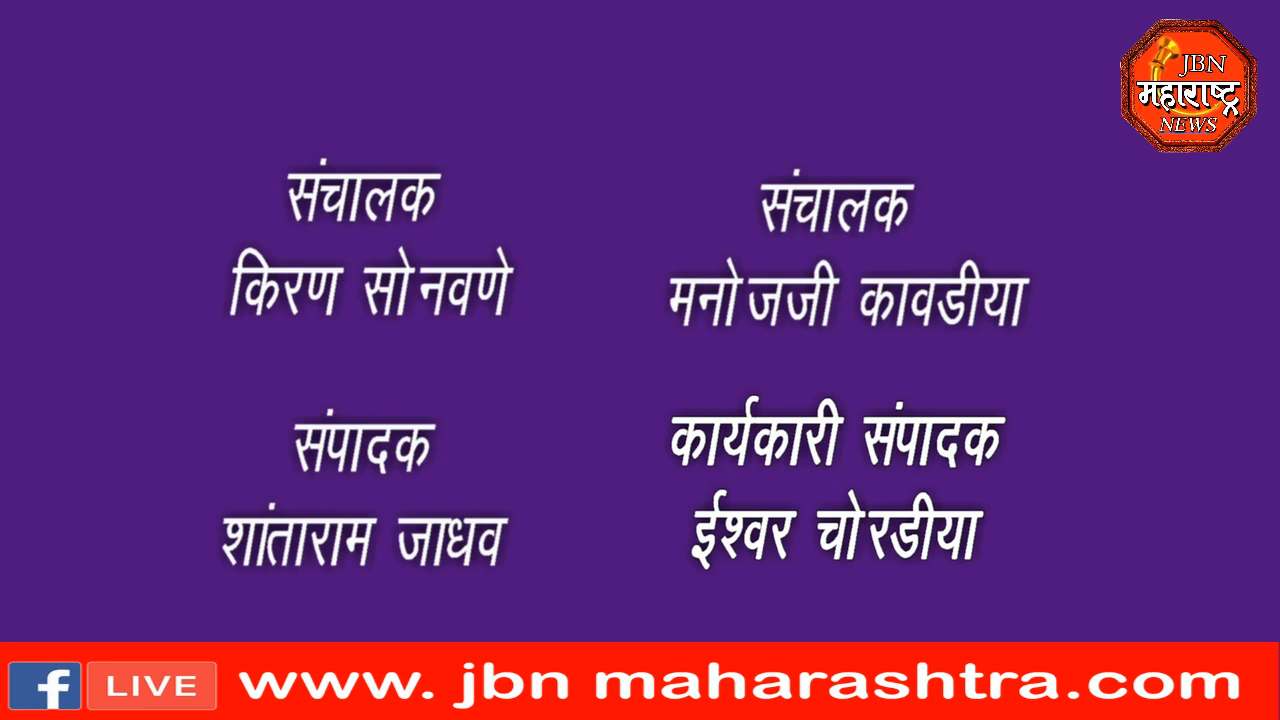 JBN
महाराष्ट्र
NEWS
संचालक
किरण सोनवणे
संचालक
मनोजजी कावडीया
संपादक
शांताराम जाधव
कार्यकारी संपादक
ईश्वर चोरडीया
f LIVE www. jbn maharashtra.com